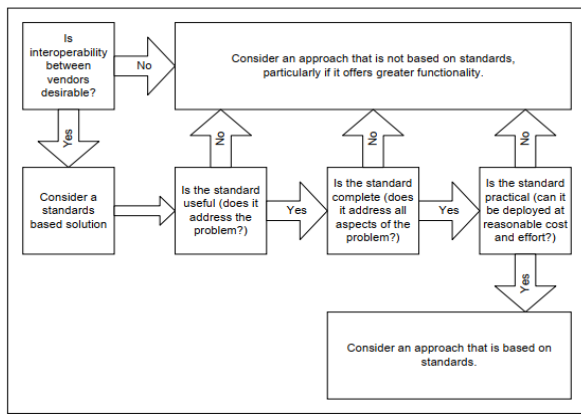 Is
interoperability
between
vendors
desirable?
No
Consider an approach that is not based on standards,
particularly if it offers greater functionality.
Yes
No
No
No
Consider a
standards
based solution
Is the standard
useful (does it
address the
problem?)
Yes
Is the standard
complete (does
it address all
aspects of the
problem?)
Yes
Is the standard
practical (can it
be deployed at
reasonable cost
and effort?)
Yes
Consider an approach that is based on
standards.